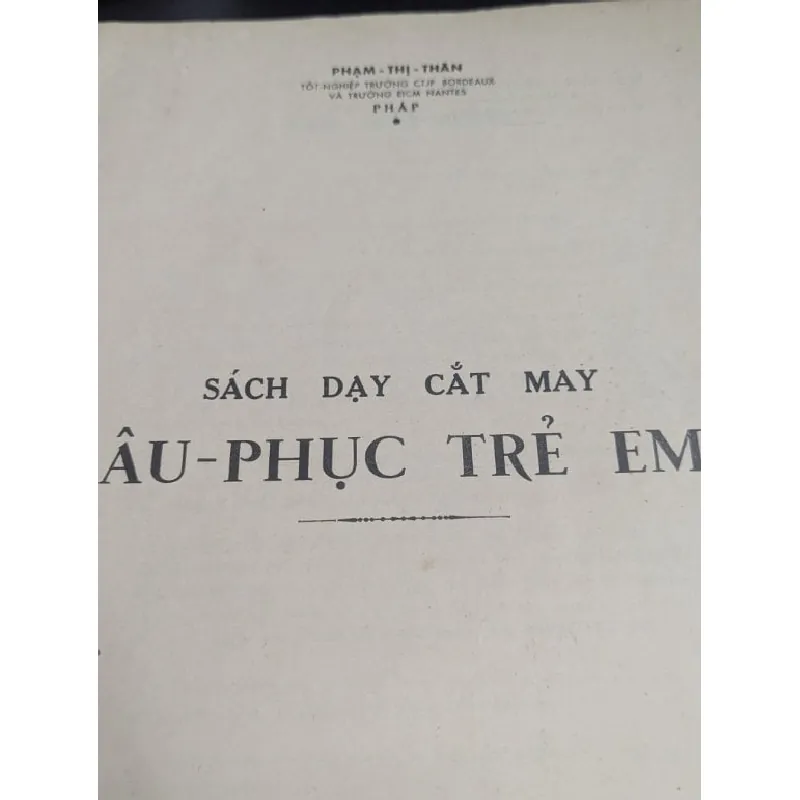 PHẠM-THỊ-THÂN
TỐT NGHIỆP TRƯỜNG CTJF BORDEAUX
VÀ TRƯỜNG EICM NANTES
PHÁP
SÁCH DẠY CẮT MAY
ÂU-PHỤC TRẺ EM